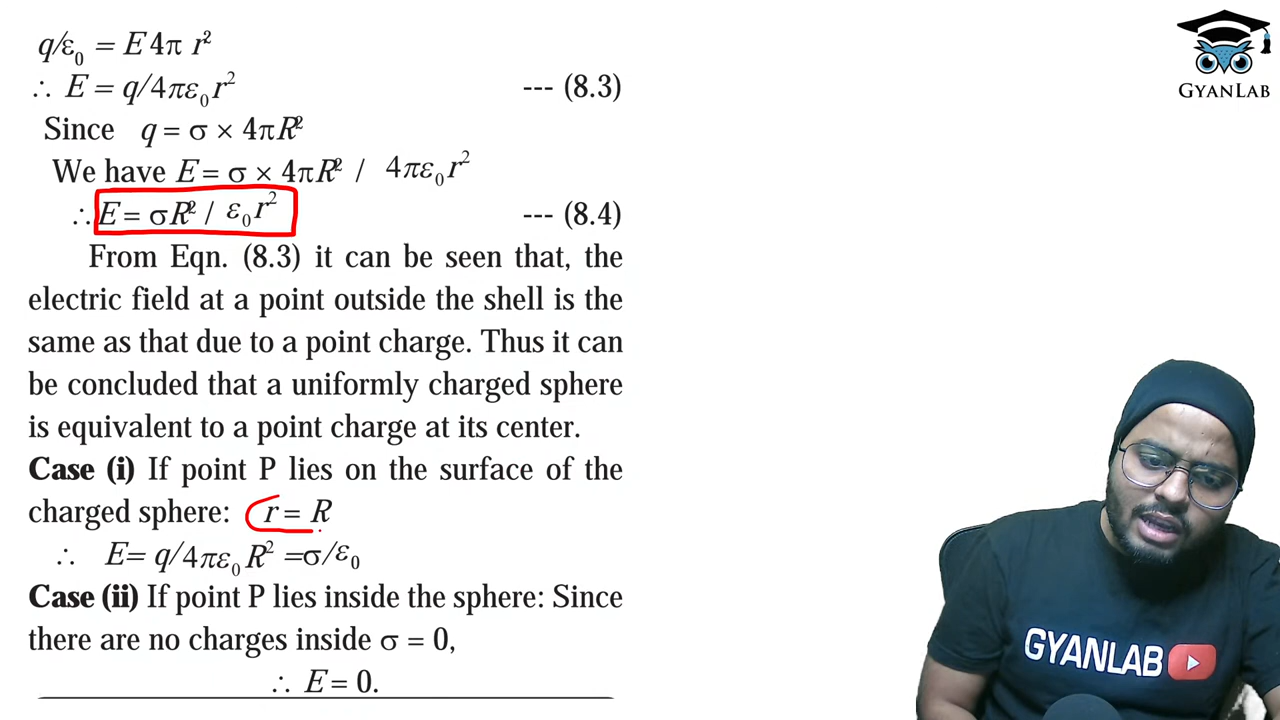 q/ε₀ = E 4π r²
∴ E = q/4πε₀r² --- (8.3)
Since q = σ × 4πR²
We have E = σ × 4πR² / 4πε₀r²
∴ E = σR² / ε₀r² --- (8.4)
From Eqn. (8.3) it can be seen that, the
electric field at a point outside the shell is the
same as that due to a point charge. Thus it can
be concluded that a uniformly charged sphere
is equivalent to a point charge at its center.
Case (i) If point P lies on the surface of the
charged sphere: r = R
∴ E= q/4πε₀R² =σ/ε₀
Case (ii) If point P lies inside the sphere: Since
there are no charges inside σ = 0,
∴ E = 0.
GYANLAB
GYANLAB